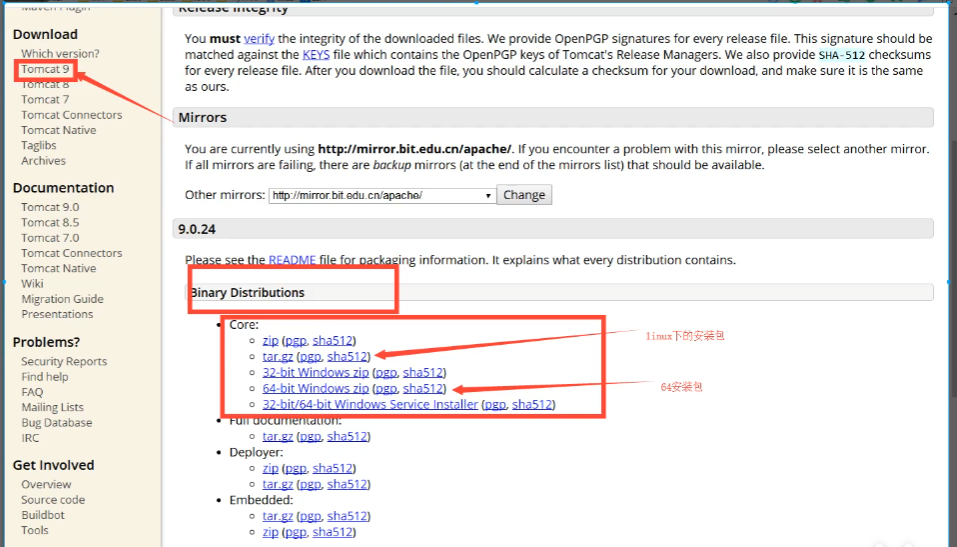 Maven Plugin
Download
Which version?
Tomcat 9
Tomcat 8
Tomcat 7
Tomcat Connectors
Tomcat Native
Taglibs
Archives
Documentation
Tomcat 9.0
Tomcat 8.5
Tomcat 7.0
Tomcat Connectors
Tomcat Native
Wiki
Migration Guide
Presentations
Problems?
Security Reports
Find help
FAQ
Mailing Lists
Bug Database
IRC
Get Involved
Overview
Source code
Buildbot
Tools
Release Integrity
You must verify the integrity of the downloaded files. We provide OpenPGP signatures for every release file. This signature should be
matched against the KEYS file which contains the OpenPGP keys of Tomcat's Release Managers. We also provide SHA-512 checksums
for every release file. After you download the file, you should calculate a checksum for your download, and make sure it is the same
as ours.
Mirrors
You are currently using http://mirror.bit.edu.cn/apache/. If you encounter a problem with this mirror, please select another mirror.
If all mirrors are failing, there are backup mirrors (at the end of the mirrors list) that should be available.
Other mirrors: http://mirror.bit.edu.cn/apache/ Change
9.0.24
Please see the README file for packaging information. It explains what every distribution contains.
Binary Distributions
Core:
zip (pgp, sha512)
tar.gz (pgp, sha512)
32-bit Windows zip (pgp, sha512)
64-bit Windows zip (pgp, sha512)
32-bit/64-bit Windows Service Installer (pgp, sha512)
linux下的安装包
64安装包
Full documentation:
tar.gz (pgp, sha512)
Deployer:
zip (pgp, sha512)
tar.gz (pgp, sha512)
Embedded:
tar.gz (pgp, sha512)
zip (pgp, sha512)